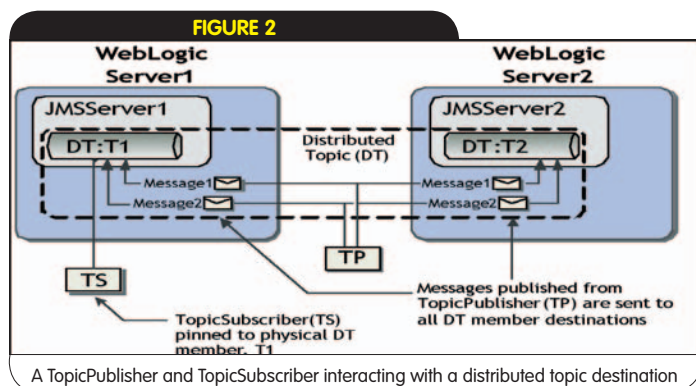 FIGURE 2
WebLogic
Server1
WebLogic
Server2
JMSServer1
JMSServer2
DT:T1
Distributed
Topic (DT)
DT:T2
Message1
Message1
Message2
Message2
TP
TS
TopicSubscriber(TS)
pinned to physical DT
member, T1
Messages published from
TopicPublisher (TP) are sent to
all DT member destinations
A TopicPublisher and TopicSubscriber interacting with a distributed topic destination